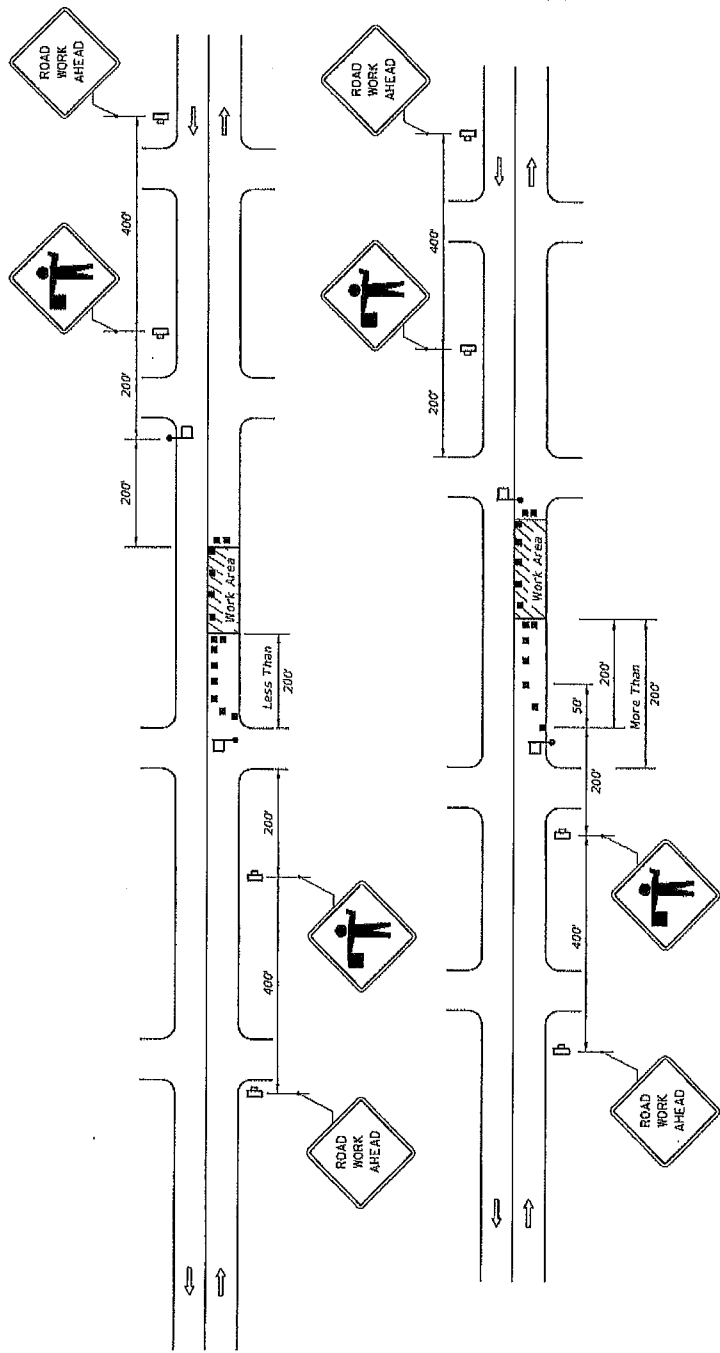 ROAD
WORK
AHEAD
400'
200'
200'
Work Area
Less Than
200'
200'
400'
ROAD
WORK
AHEAD
ROAD
WORK
AHEAD
400'
200'
Work Area
200'
More Than
200'
50'
200'
400'
ROAD
WORK
AHEAD